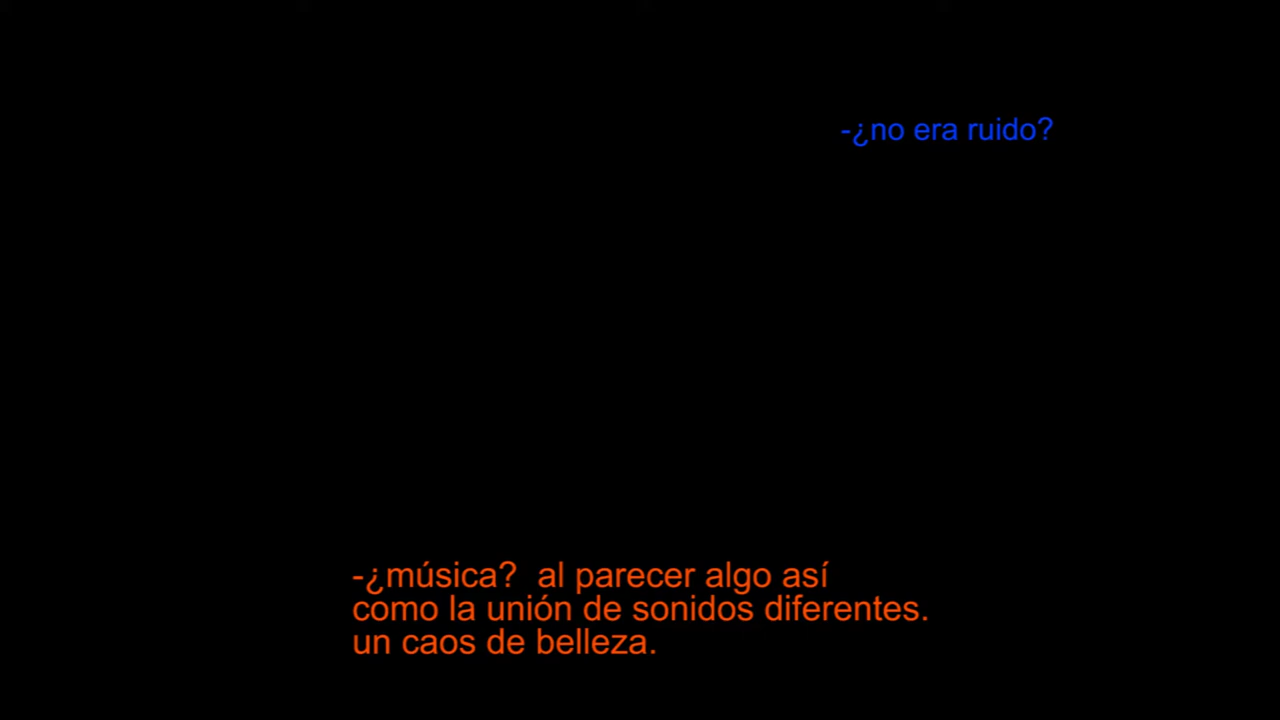 -¿no era ruido?
-¿música?  al parecer algo así
como la unión de sonidos diferentes.
un caos de belleza.